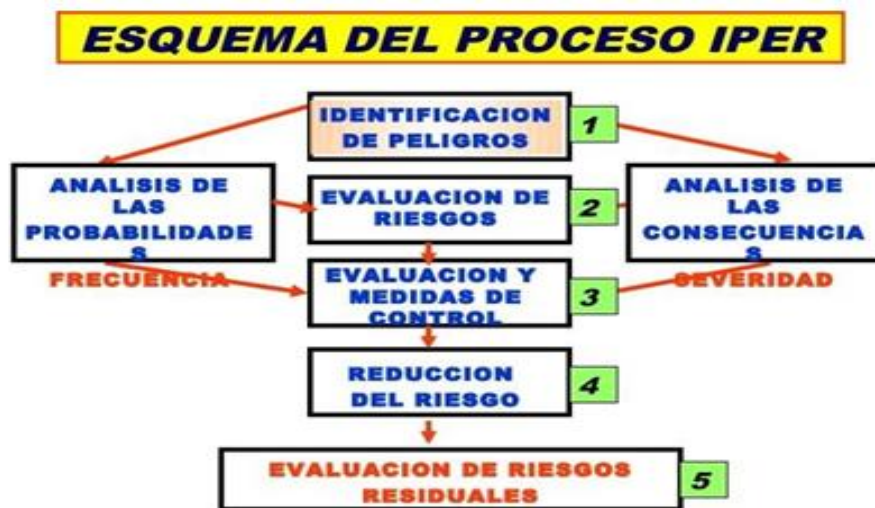 ESQUEMA DEL PROCESO IPER
IDENTIFICACION
DE PELIGROS
1
ANALISIS DE
LAS
PROBABILIDADE
S
FRECUENCIA
EVALUACION DE
RIESGOS
2
ANALISIS DE
LAS
CONSECUENCIA
S
SEVERIDAD
EVALUACION Y
MEDIDAS DE
CONTROL
3
REDUCCION
DEL RIESGO
4
EVALUACION DE RIESGOS
RESIDUALES
5